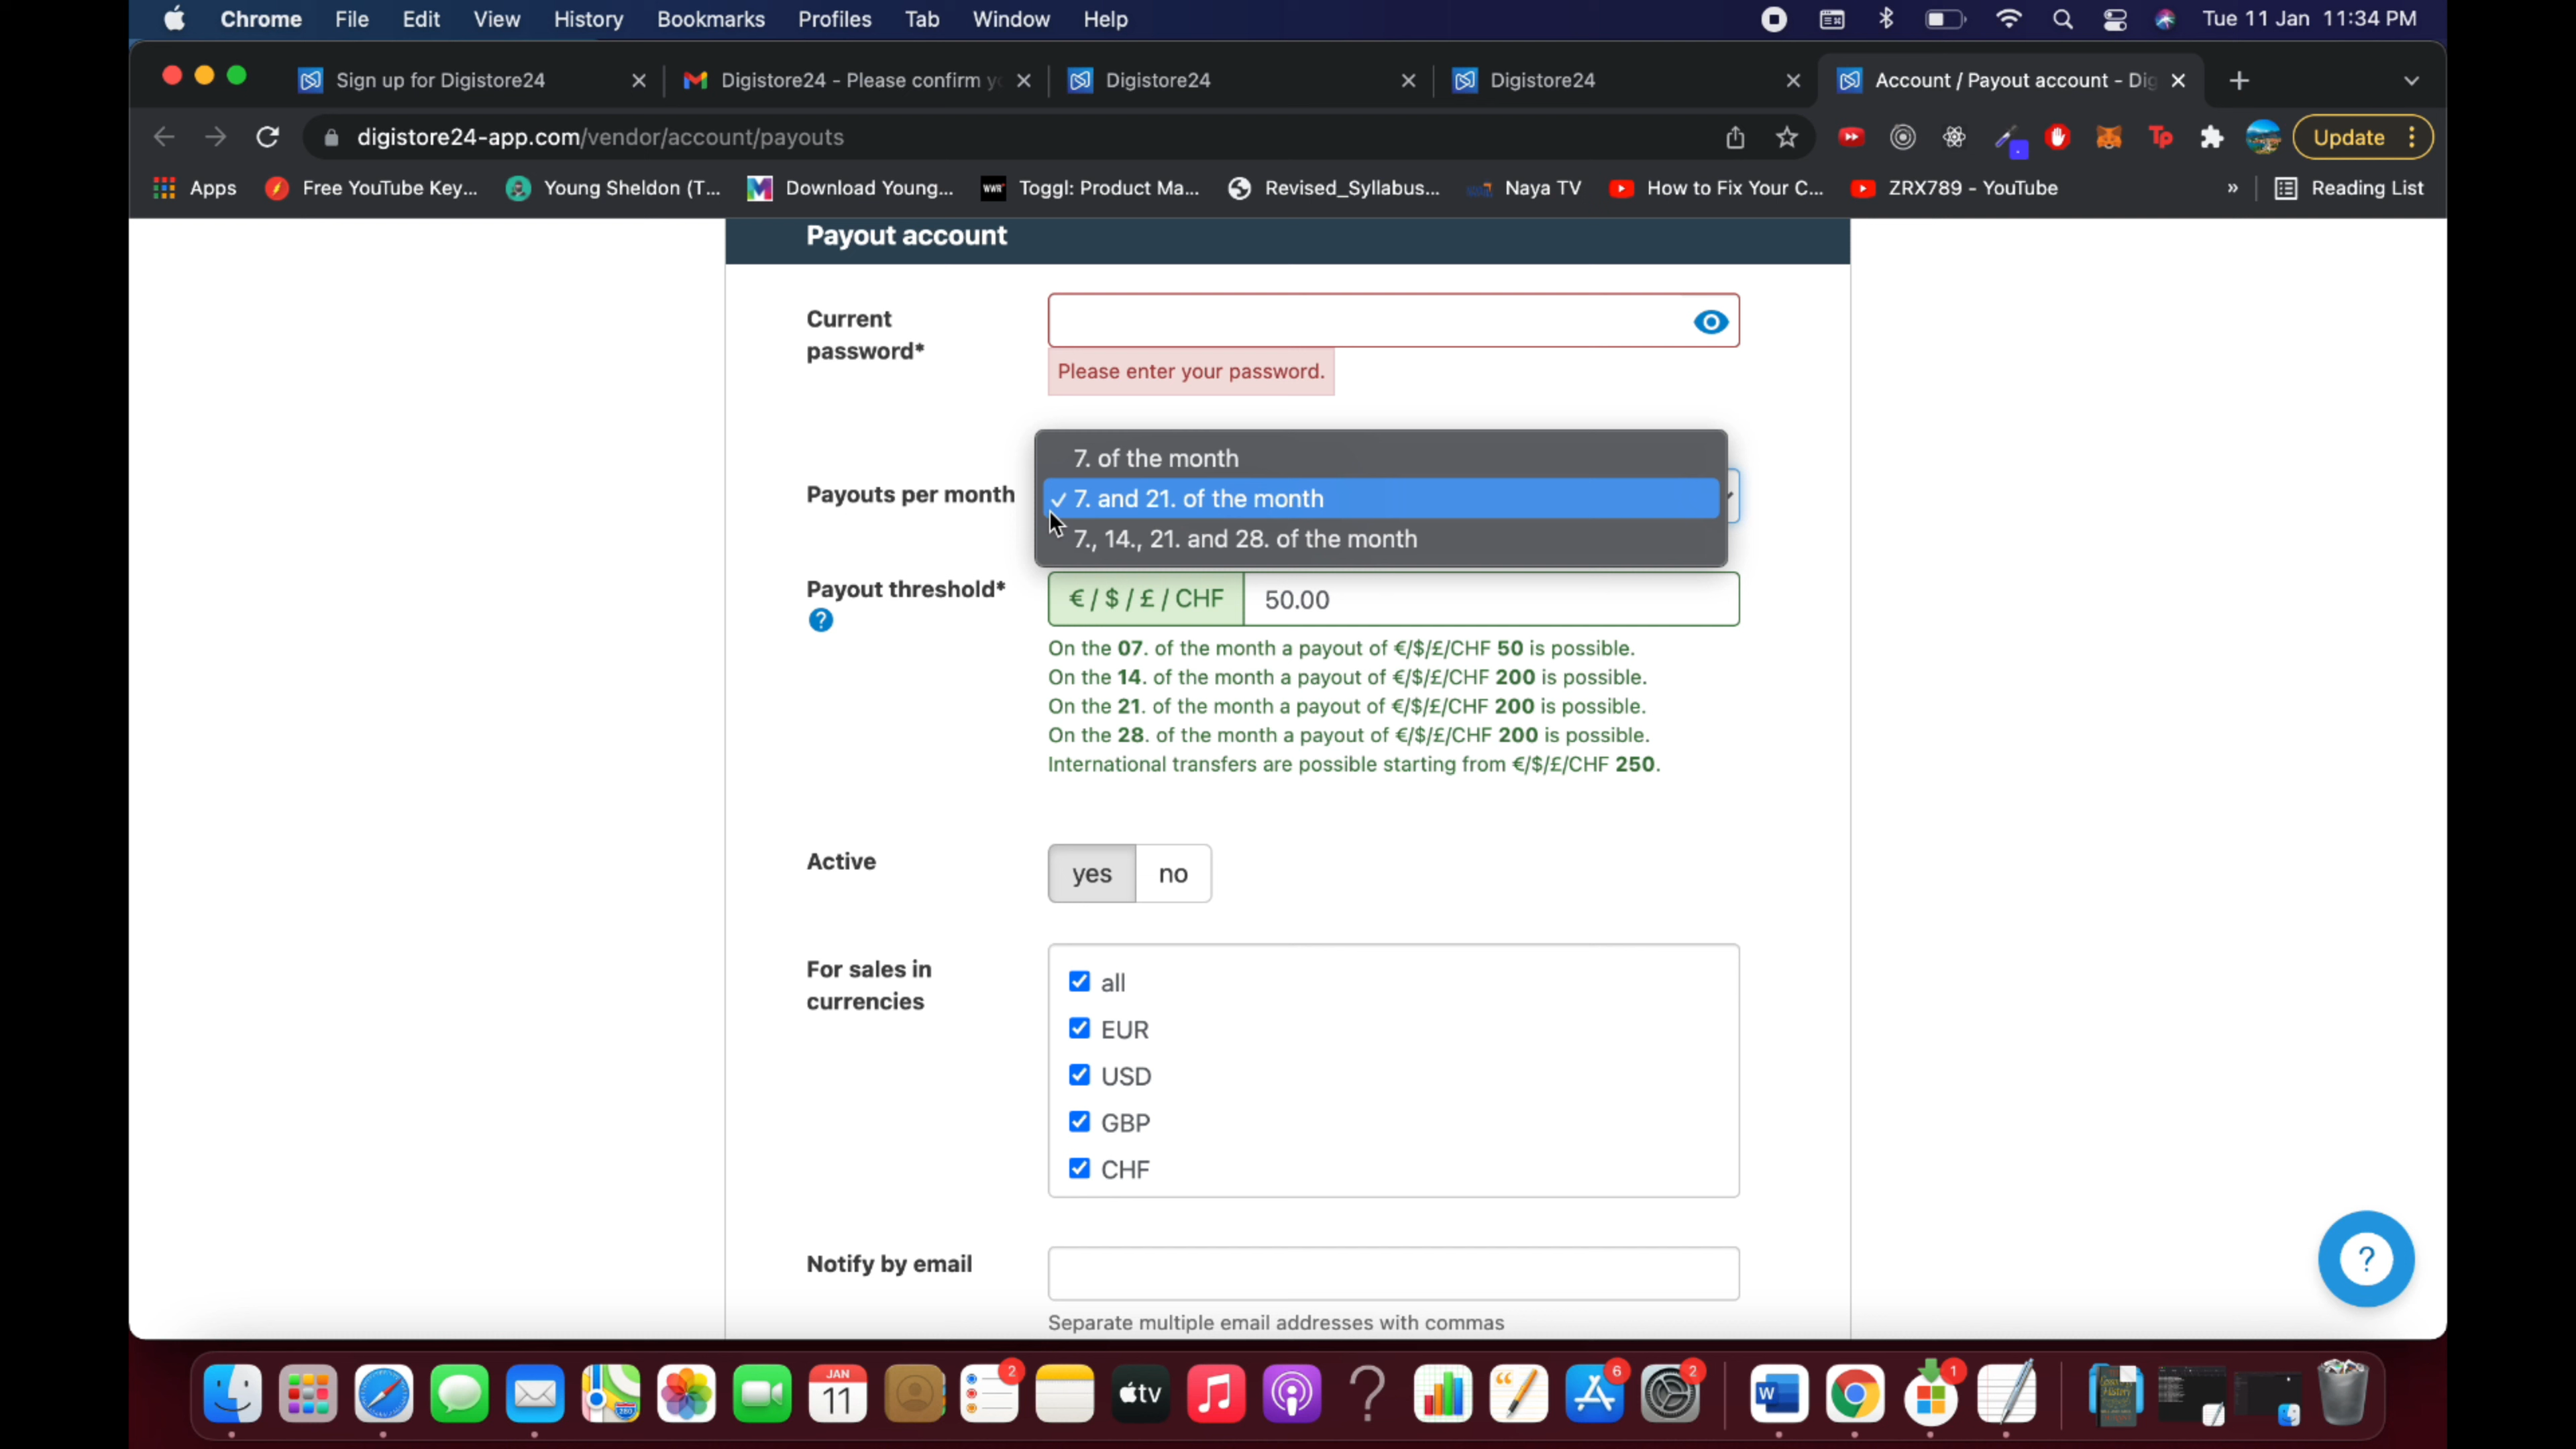 Chrome File Edit View History Bookmarks Profiles Tab Window Help Tue 11 Jan 11:34 PM
Sign up for Digistore24 Digistore24 - Please confirm yo Digistore24 Digistore24 Account / Payout account - Dig
digistore24-app.com/vendor/account/payouts Tp Update
Apps Free YouTube Key... Young Sheldon (T... Download Young... WWR Toggl: Product Ma... Revised_Syllabus... Naya TV How to Fix Your C... ZRX789 - YouTube » Reading List
Payout account
Current
password*
Please enter your password.
7. of the month
Payouts per month
7. and 21. of the month
7., 14., 21. and 28. of the month
Payout threshold*
€ / $ / £ / CHF 50.00
?
On the 07. of the month a payout of €/$/£/CHF 50 is possible.
On the 14. of the month a payout of €/$/£/CHF 200 is possible.
On the 21. of the month a payout of €/$/£/CHF 200 is possible.
On the 28. of the month a payout of €/$/£/CHF 200 is possible.
International transfers are possible starting from €/$/£/CHF 250.
Active
yes no
For sales in
currencies
all
EUR
USD
GBP
CHF
Notify by email
Separate multiple email addresses with commas
?
JAN
11
2
tv
?
6
2
W
1